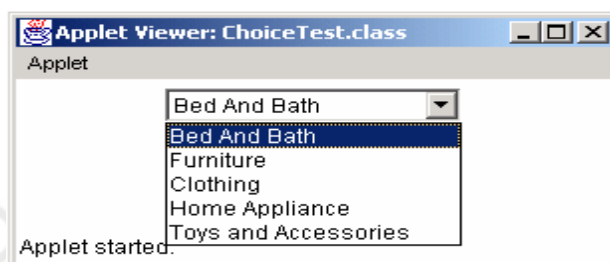 Applet Viewer: ChoiceTest.class
Applet
Bed And Bath
Bed And Bath
Furniture
Clothing
Home Appliance
Toys and Accessories
Applet started.